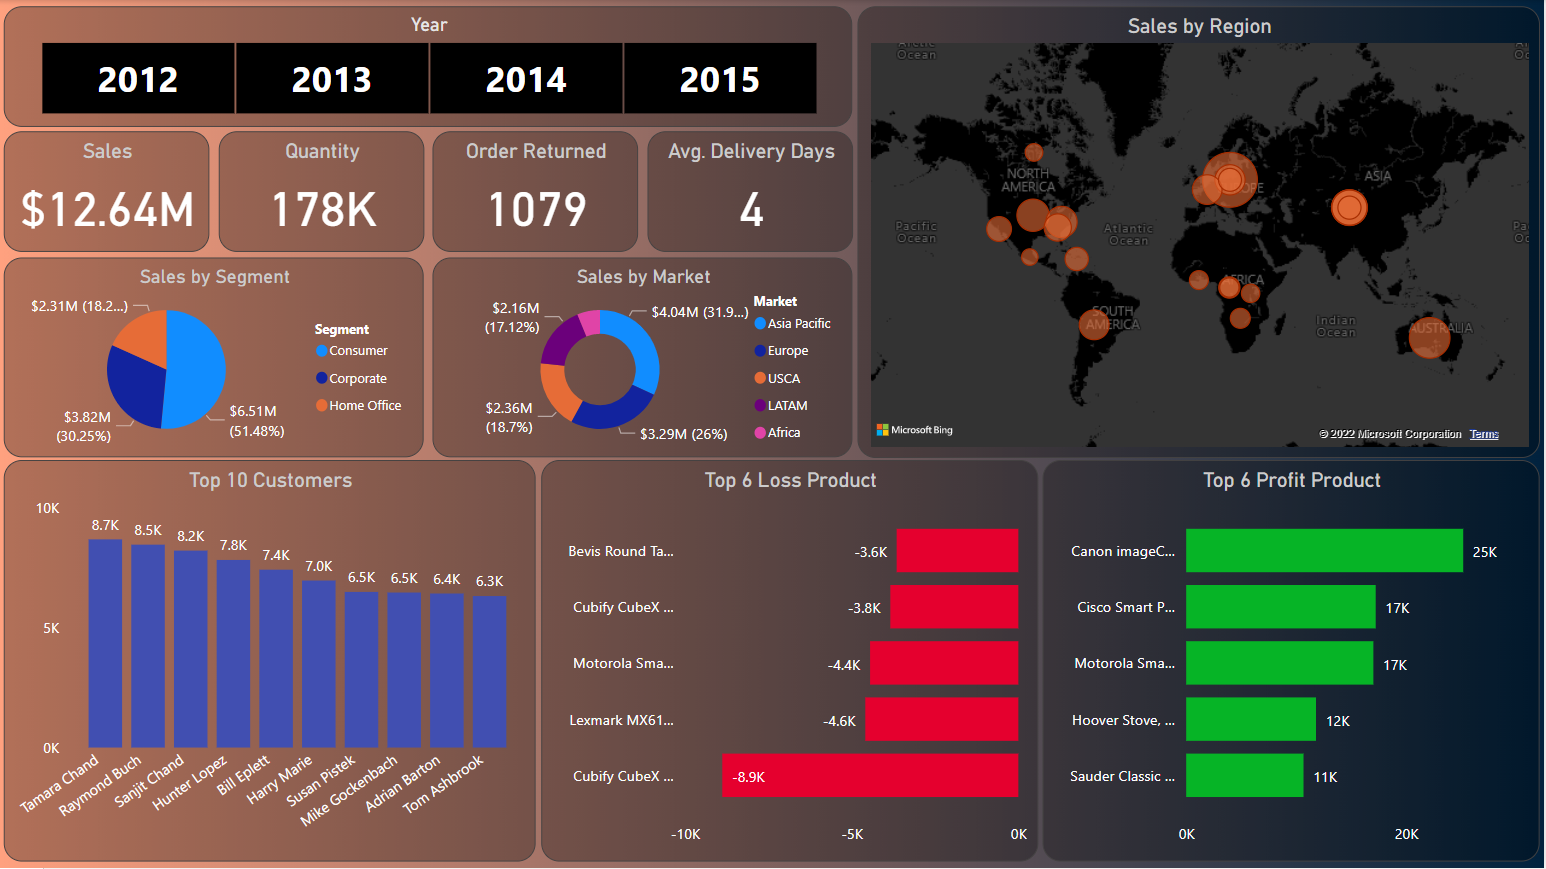 Year
2012
2013
2014
2015
Sales
$12.64M
Quantity
178K
Order Returned
1079
Avg. Delivery Days
4
Sales by Segment
$2.31M (18.2...)
$3.82M
(30.25%)
$6.51M
(51.48%)
Segment
Consumer
Corporate
Home Office
Sales by Market
$2.16M
(17.12%)
$4.04M (31.9...)
$2.36M
(18.7%)
$3.29M (26%)
Market
Asia Pacific
Europe
USCA
LATAM
Africa
Sales by Region
Arctic
Ocean
NORTH
AMERICA
ASIA
Pacific
Ocean
Atlantic
Ocean
AFRICA
SOUTH
AMERICA
Indian
Ocean
AUSTRALIA
Microsoft Bing
© 2022 Microsoft Corporation Terms
Top 10 Customers
10K
5K
0K
8.7K
8.5K
8.2K
7.8K
7.4K
7.0K
6.5K
6.5K
6.4K
6.3K
Tamara Chand
Raymond Buch
Sanjit Chand
Hunter Lopez
Bill Eplett
Harry Marie
Susan Pistek
Mike Gockenbach
Adrian Barton
Tom Ashbrook
Top 6 Loss Product
Bevis Round Ta... -3.6K
Cubify CubeX ... -3.8K
Motorola Sma... -4.4K
Lexmark MX61... -4.6K
Cubify CubeX ... -8.9K
-10K -5K 0K
Top 6 Profit Product
Canon imageC... 25K
Cisco Smart P... 17K
Motorola Sma... 17K
Hoover Stove, ... 12K
Sauder Classic ... 11K
0K 20K